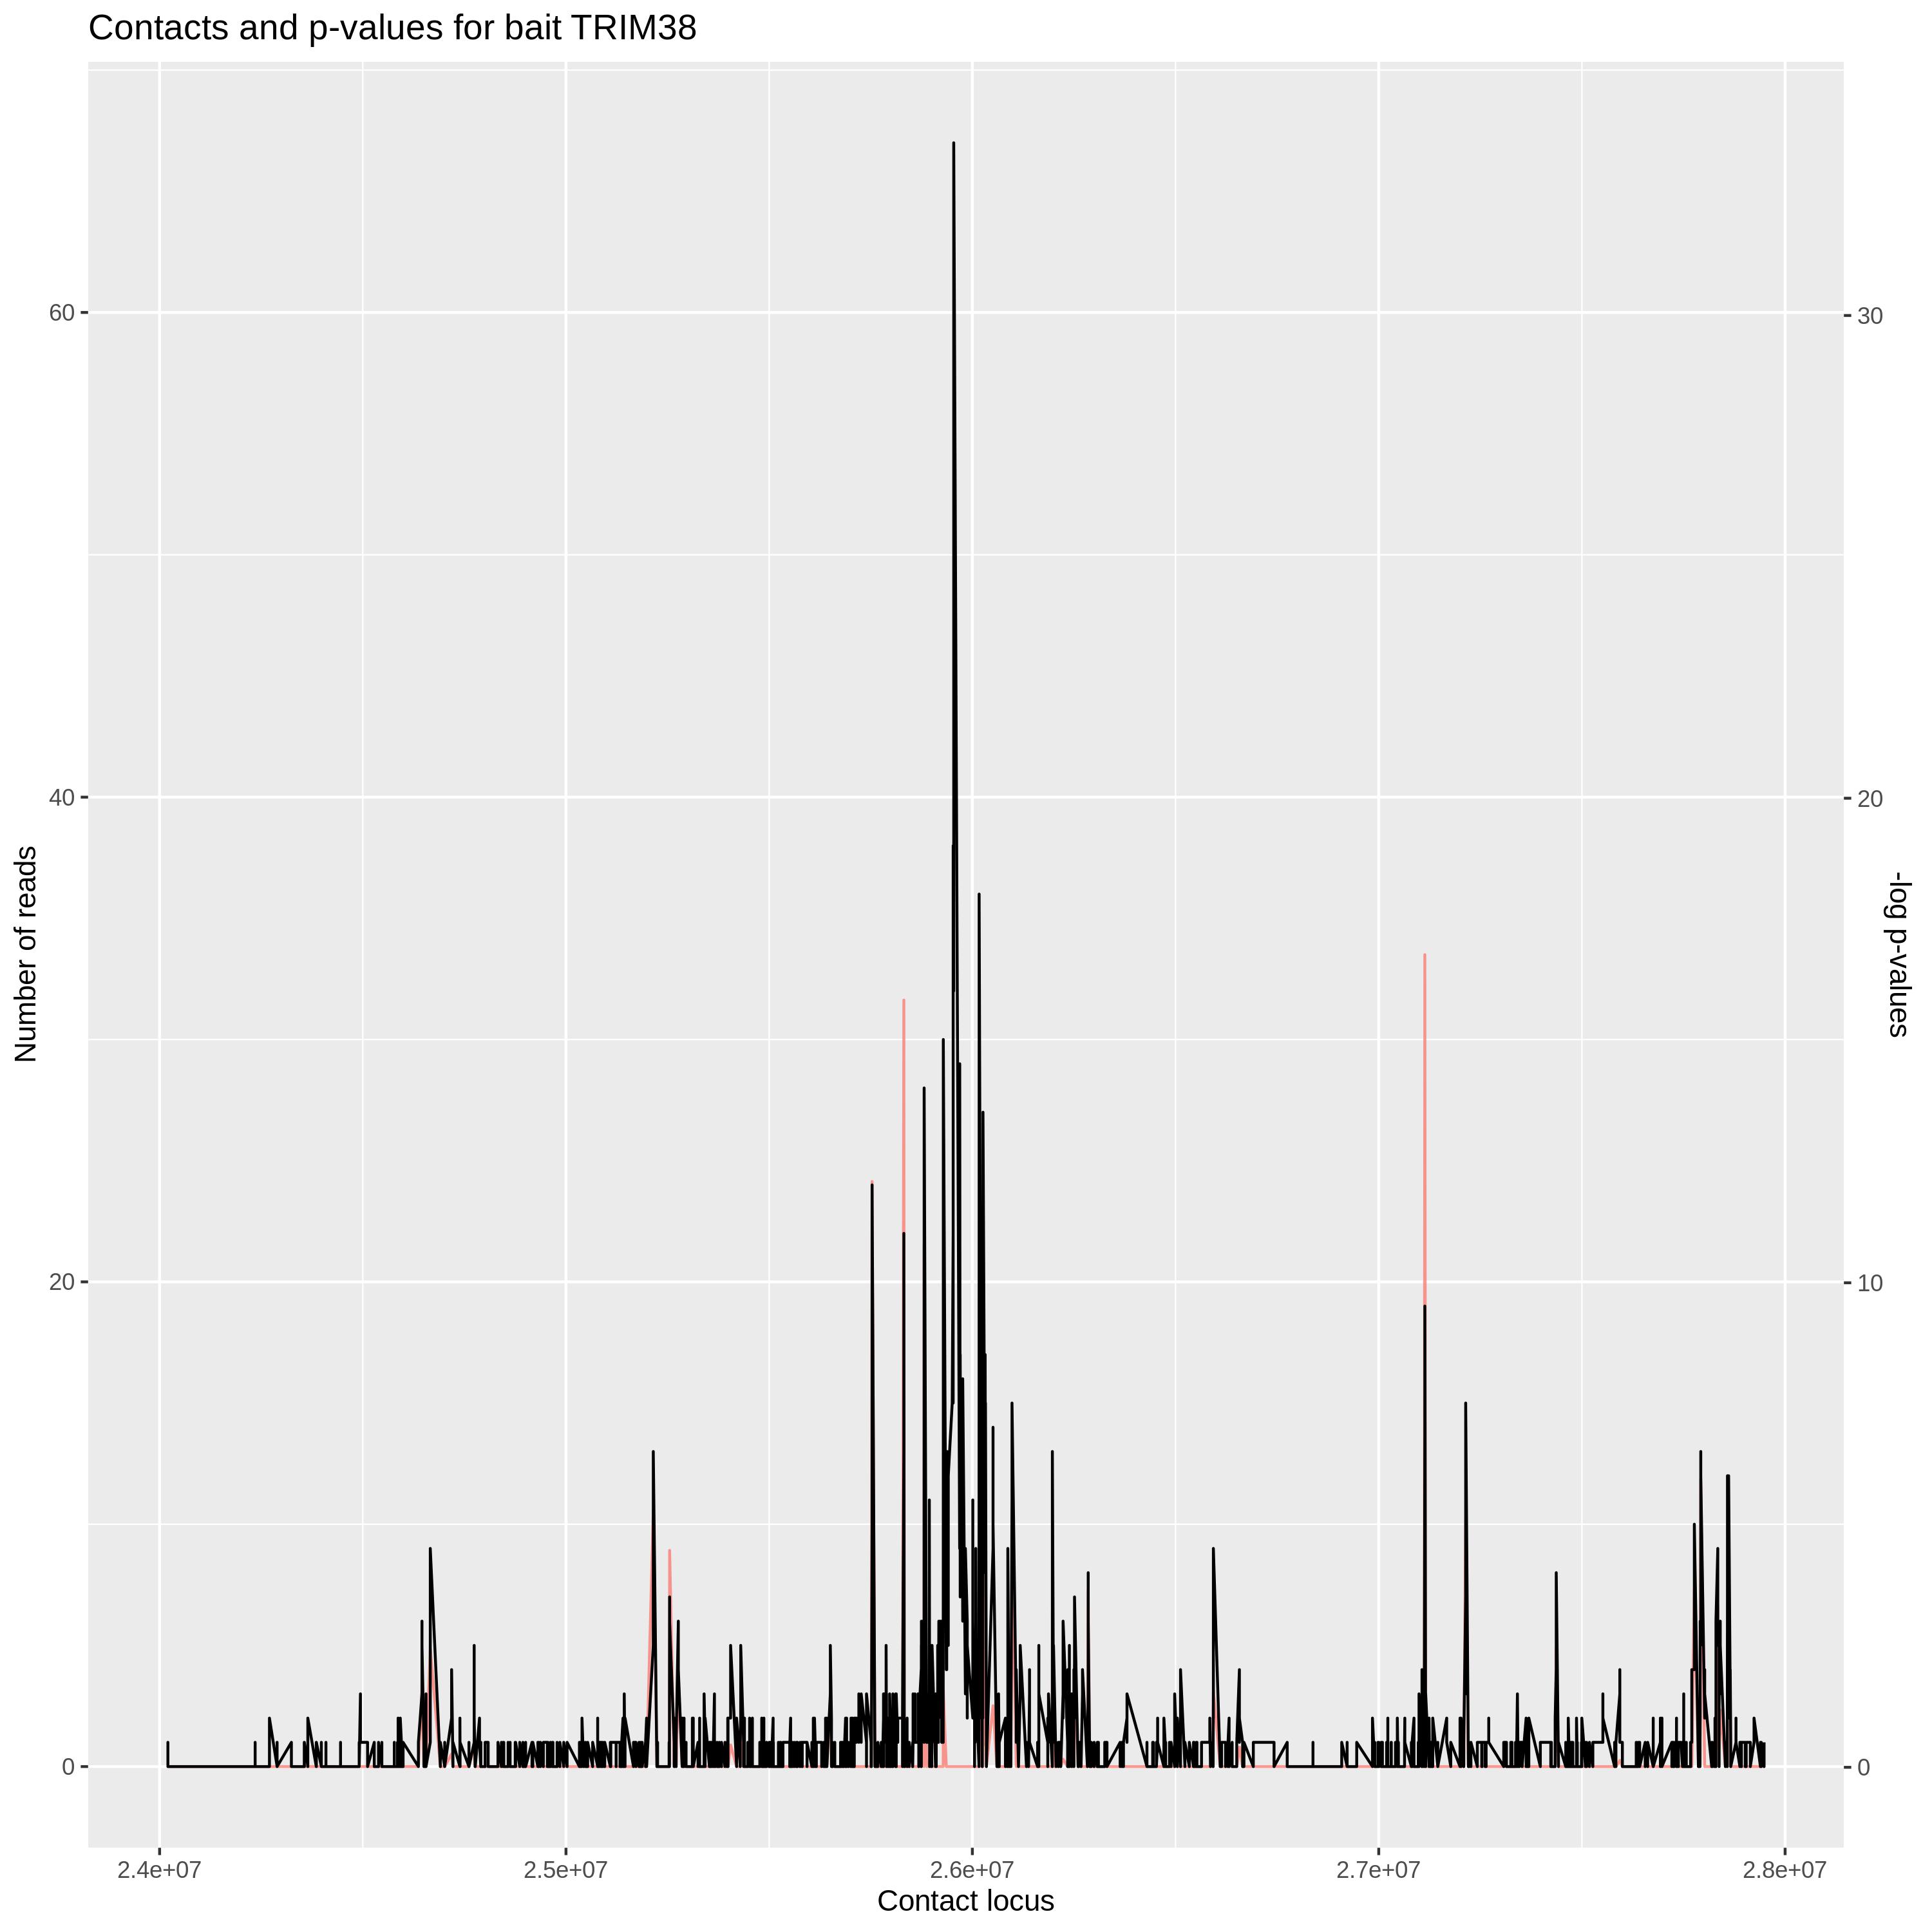 Contacts and p-values for bait TRIM38
Number of reads
60
40
20
0
30
20
10
0
-log p-values
2.4e+07
2.5e+07
2.6e+07
2.7e+07
2.8e+07
Contact locus